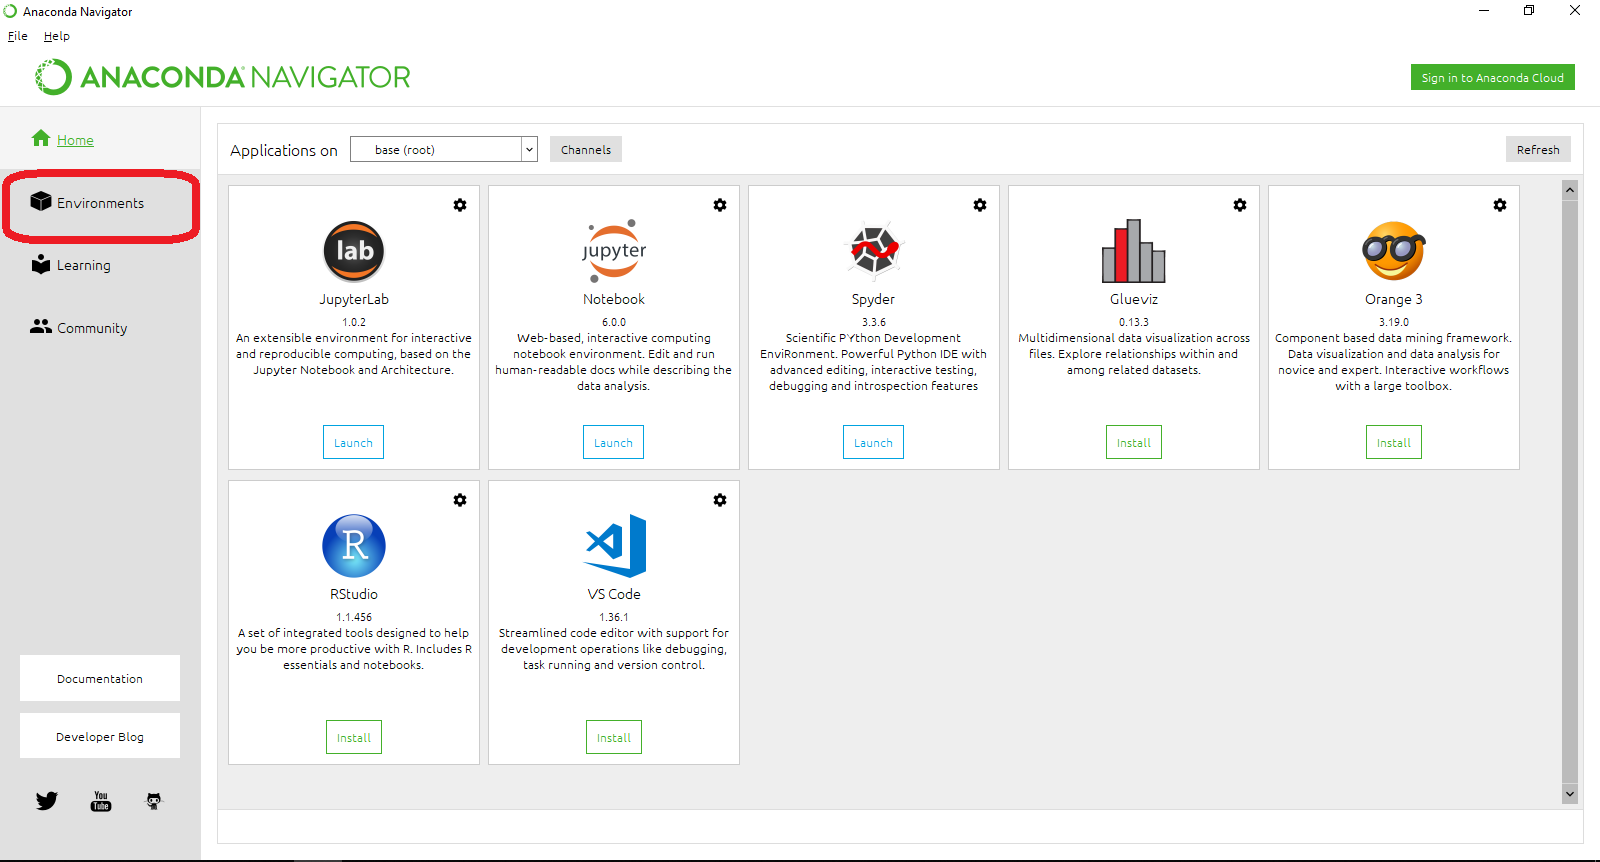 Anaconda Navigator
File Help
ANACONDA NAVIGATOR
Sign in to Anaconda Cloud
Home
Environments
Learning
Community
Documentation
Developer Blog
You
Tube
Applications on
base (root)
Channels
Refresh
lab
JupyterLab
1.0.2
An extensible environment for interactive
and reproducible computing, based on the
Jupyter Notebook and Architecture.
Launch
jupyter
Notebook
6.0.0
Web-based, interactive computing
notebook environment. Edit and run
human-readable docs while describing the
data analysis.
Launch
Spyder
3.3.6
Scientific PYthon Development
EnviRonment. Powerful Python IDE with
advanced editing, interactive testing,
debugging and introspection features
Launch
Glueviz
0.13.3
Multidimensional data visualization across
files. Explore relationships within and
among related datasets.
Install
Orange 3
3.19.0
Component based data mining framework.
Data visualization and data analysis for
novice and expert. Interactive workflows
with a large toolbox.
Install
R
RStudio
1.1.456
A set of integrated tools designed to help
you be more productive with R. Includes R
essentials and notebooks.
Install
VS Code
1.36.1
Streamlined code editor with support for
development operations like debugging,
task running and version control.
Install